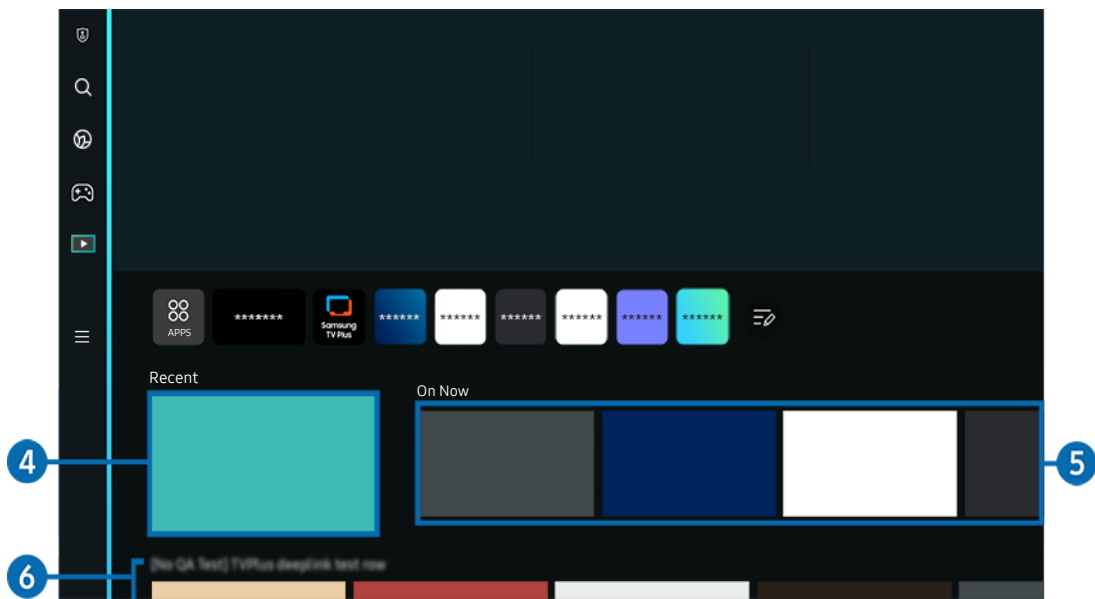 APPS
*******
Samsung
TV Plus
******
******
******
******
******
******
Recent
On Now
4
5
[No QA Test] TVPlus deeplink test row
6